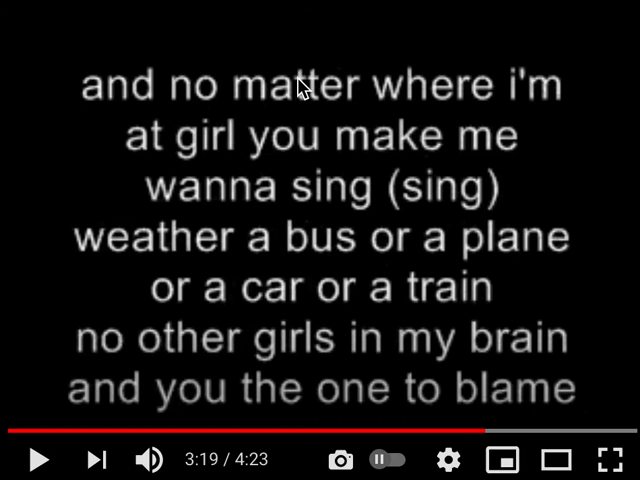 and no matter where i'm
at girl you make me
wanna sing (sing)
weather a bus or a plane
or a car or a train
no other girls in my brain
and you the one to blame
3:19 / 4:23